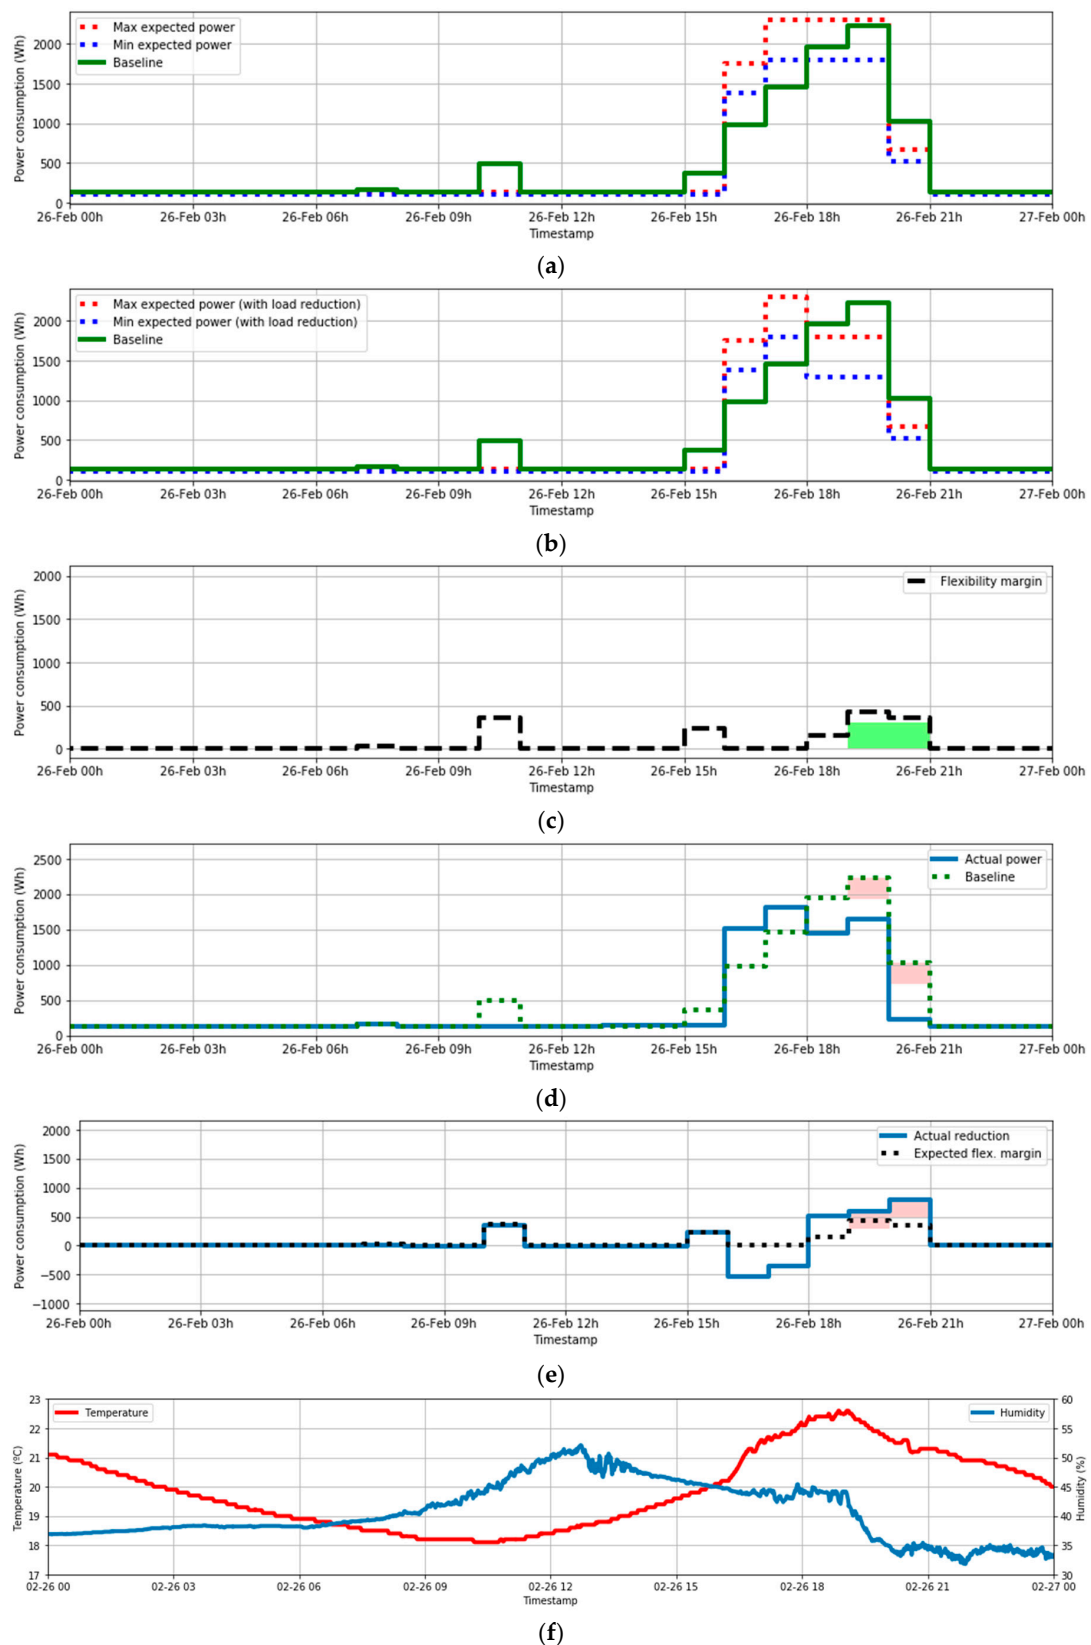 Max expected power
Min expected power
Baseline
Power consumption (Wh)
2000
1500
1000
500
0
26-Feb 00h 26-Feb 03h 26-Feb 06h 26-Feb 09h 26-Feb 12h 26-Feb 15h 26-Feb 18h 26-Feb 21h 27-Feb 00h
Timestamp
(a)
Max expected power (with load reduction)
Min expected power (with load reduction)
Baseline
Power consumption (Wh)
2000
1500
1000
500
0
26-Feb 00h 26-Feb 03h 26-Feb 06h 26-Feb 09h 26-Feb 12h 26-Feb 15h 26-Feb 18h 26-Feb 21h 27-Feb 00h
Timestamp
(b)
Flexibility margin
Power consumption (Wh)
2000
1500
1000
500
0
26-Feb 00h 26-Feb 03h 26-Feb 06h 26-Feb 09h 26-Feb 12h 26-Feb 15h 26-Feb 18h 26-Feb 21h 27-Feb 00h
Timestamp
(c)
Actual power
Baseline
Power consumption (Wh)
2500
2000
1500
1000
500
0
26-Feb 00h 26-Feb 03h 26-Feb 06h 26-Feb 09h 26-Feb 12h 26-Feb 15h 26-Feb 18h 26-Feb 21h 27-Feb 00h
Timestamp
(d)
Actual reduction
Expected flex. margin
Power consumption (Wh)
2000
1500
1000
500
0
−500
−1000
26-Feb 00h 26-Feb 03h 26-Feb 06h 26-Feb 09h 26-Feb 12h 26-Feb 15h 26-Feb 18h 26-Feb 21h 27-Feb 00h
Timestamp
(e)
Temperature
Humidity
Temperature (ºC)
23
22
21
20
19
18
17
60
55
50
45
40
35
30
Humidity (%)
02-26 00 02-26 03 02-26 06 02-26 09 02-26 12 02-26 15 02-26 18 02-26 21 02-27 00
Timestamp
(f)